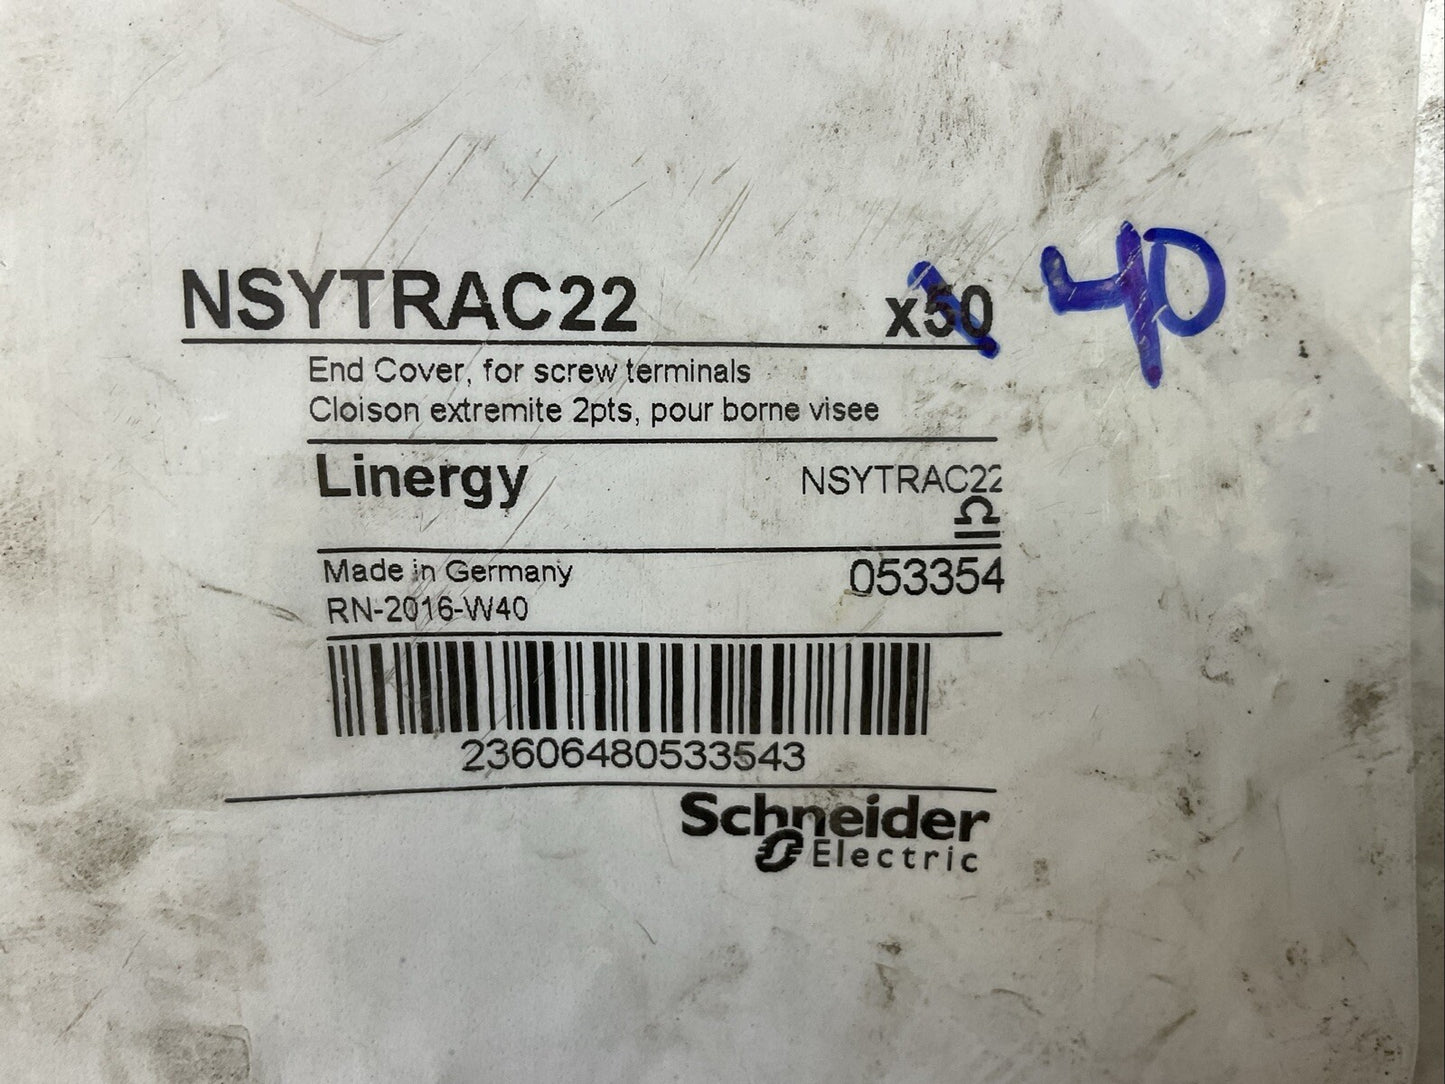 NSYTRAC22 x50 40
End Cover, for screw terminals
Cloison extremite 2pts, pour borne visee
Linergy NSYTRAC22
Made in Germany 053354
RN-2016-W40
23606480533543
Schneider
Electric